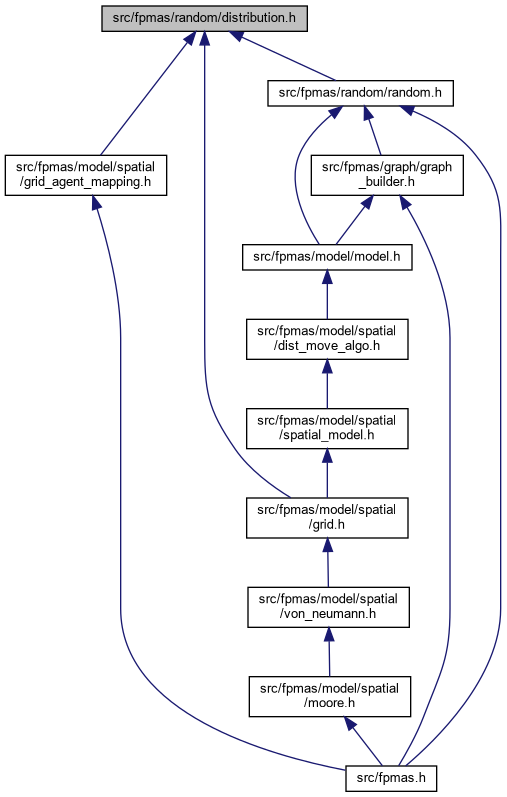 src/fpmas/random/distribution.h
src/fpmas/random/random.h
src/fpmas/model/spatial
/grid_agent_mapping.h
src/fpmas/graph/graph
_builder.h
src/fpmas/model/model.h
src/fpmas/model/spatial
/dist_move_algo.h
src/fpmas/model/spatial
/spatial_model.h
src/fpmas/model/spatial
/grid.h
src/fpmas/model/spatial
/von_neumann.h
src/fpmas/model/spatial
/moore.h
src/fpmas.h